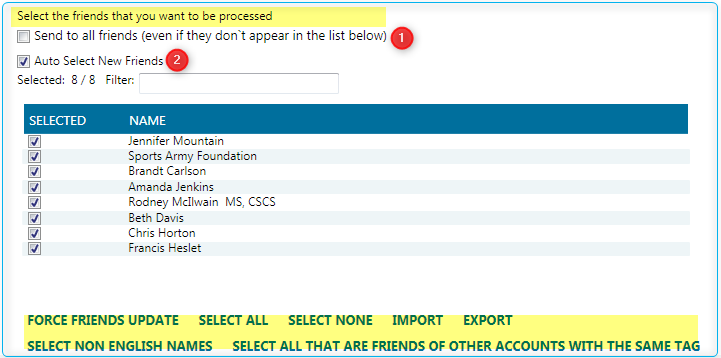 Select the friends that you want to be processed
Send to all friends (even if they don`t appear in the list below) 1
Auto Select New Friends 2
Selected: 8 / 8 Filter:
SELECTED NAME
Jennifer Mountain
Sports Army Foundation
Brandt Carlson
Amanda Jenkins
Rodney McIlwain MS, CSCS
Beth Davis
Chris Horton
Francis Heslet
FORCE FRIENDS UPDATE SELECT ALL SELECT NONE IMPORT EXPORT
SELECT NON ENGLISH NAMES SELECT ALL THAT ARE FRIENDS OF OTHER ACCOUNTS WITH THE SAME TAG